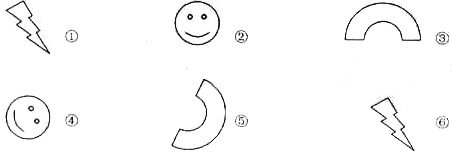 ① ② ③
④ ⑤ ⑥